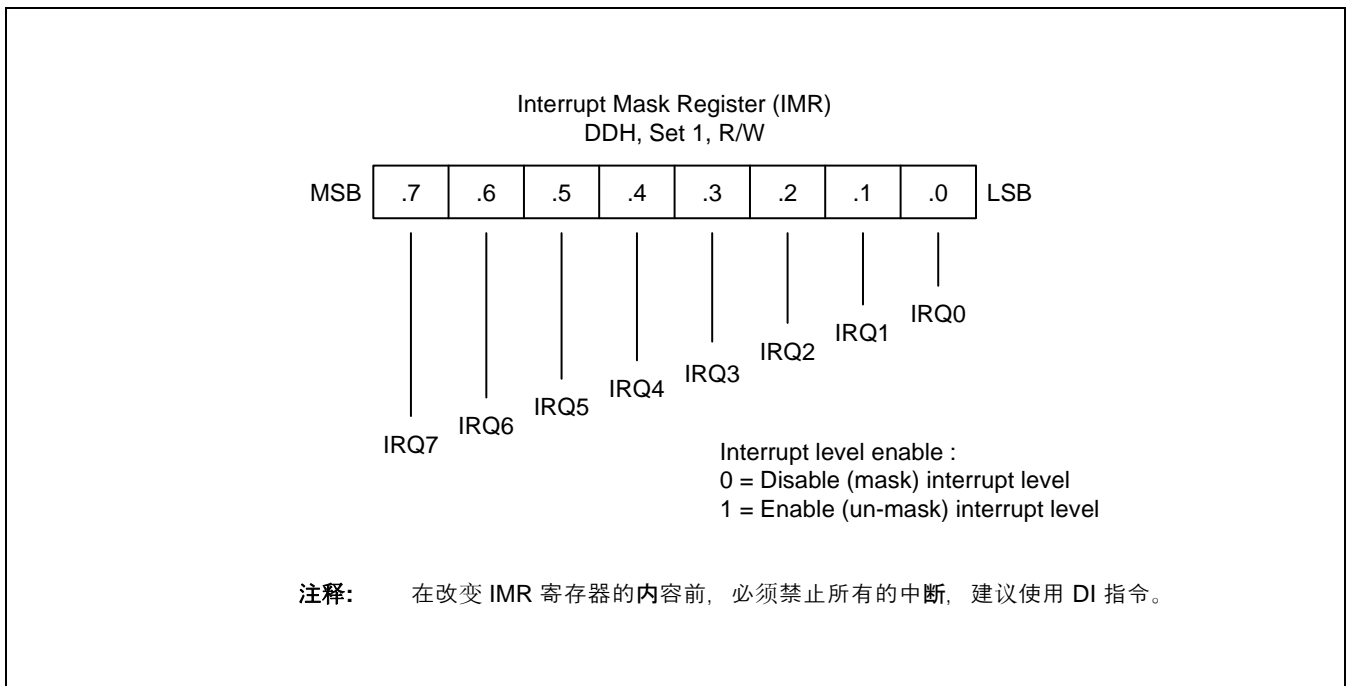 Interrupt Mask Register (IMR)
DDH, Set 1, R/W
MSB .7 .6 .5 .4 .3 .2 .1 .0 LSB
IRQ0
IRQ1
IRQ2
IRQ3
IRQ4
IRQ5
IRQ6
IRQ7
Interrupt level enable :
0 = Disable (mask) interrupt level
1 = Enable (un-mask) interrupt level
注释: 在改变 IMR 寄存器的内容前, 必须禁止所有的中断, 建议使用 DI 指令。